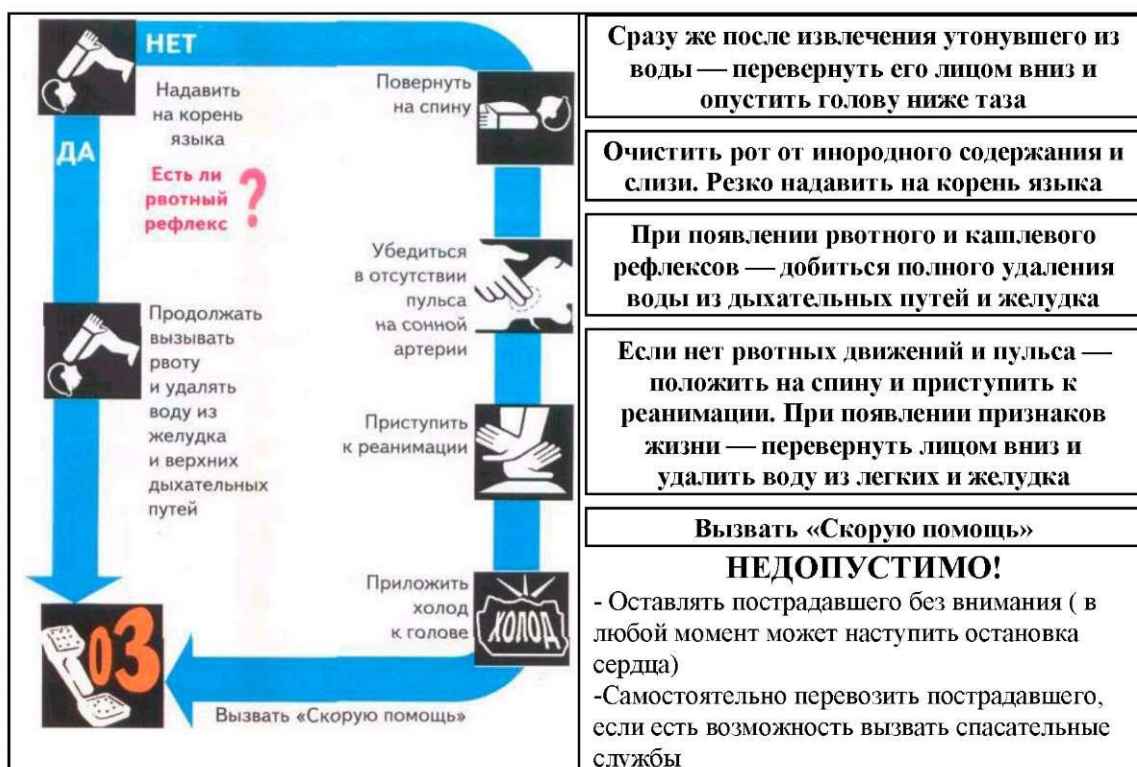 НЕТ
Надавить
на корень
языка
ДА
Есть ли
рвотный
рефлекс ?
Продолжать
вызывать
рвоту
и удалять
воду из
желудка
и верхних
дыхательных
путей
Повернуть
на спину
Убедиться
в отсутствии
пульса
на сонной
артерии
Приступить
к реанимации
Приложить
холод
к голове
ХОЛОД
03
Вызвать «Скорую помощь»
Сразу же после извлечения утонувшего из
воды — перевернуть его лицом вниз и
опустить голову ниже таза
Очистить рот от инородного содержания и
слизи. Резко надавить на корень языка
При появлении рвотного и кашлевого
рефлексов — добиться полного удаления
воды из дыхательных путей и желудка
Если нет рвотных движений и пульса —
положить на спину и приступить к
реанимации. При появлении признаков
жизни — перевернуть лицом вниз и
удалить воду из легких и желудка
Вызвать «Скорую помощь»
НЕДОПУСТИМО!
- Оставлять пострадавшего без внимания ( в
любой момент может наступить остановка
сердца)
-Самостоятельно перевозить пострадавшего,
если есть возможность вызвать спасательные
службы